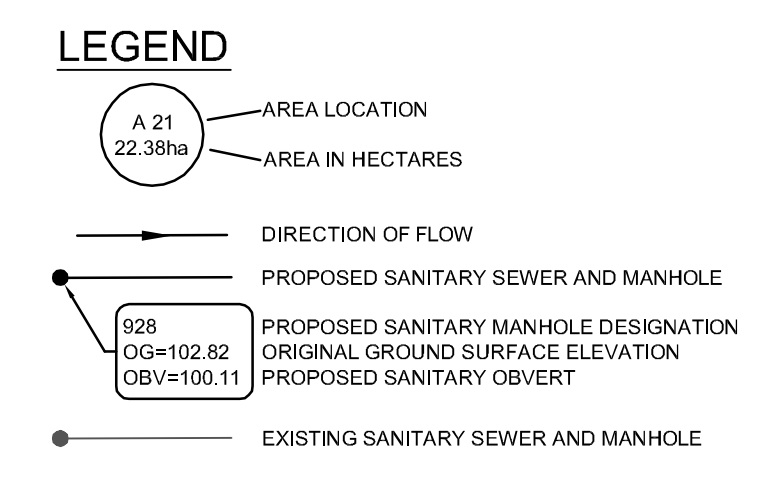 LEGEND
A 21
22.38ha
AREA LOCATION
AREA IN HECTARES
DIRECTION OF FLOW
PROPOSED SANITARY SEWER AND MANHOLE
928 PROPOSED SANITARY MANHOLE DESIGNATION
OG=102.82 ORIGINAL GROUND SURFACE ELEVATION
OBV=100.11 PROPOSED SANITARY OBVERT
EXISTING SANITARY SEWER AND MANHOLE